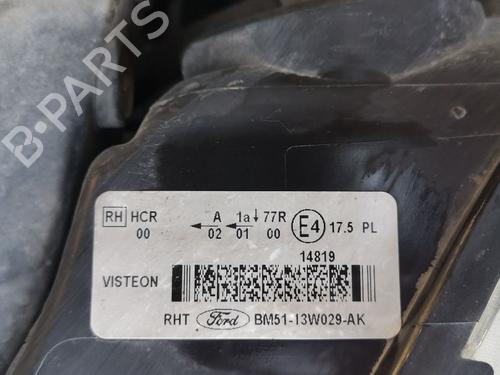 RH HCR A 1a↓77R E4 17.5 PL
00 ← 02 ← 01 00
14819
VISTEON
RHT Ford BM51-13W029-AK
B-PARTS